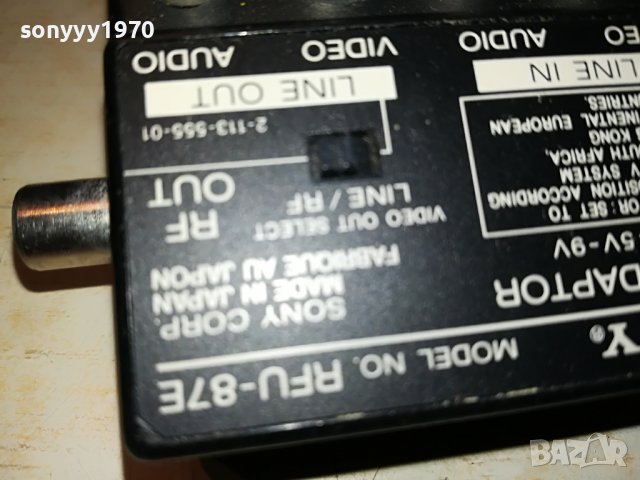 sonyyy1970
Y®
MODEL NO. RFU-87E
DAPTOR
5V-9V
SONY CORP.
MADE IN JAPAN
FABRIQUE AU JAPON
OR: SET TO
ITION ACCORDING
V SYSTEM
UTH AFRICA,
KONG
INENTAL EUROPEAN
NTRIES.
VIDEO OUT SELECT
LINE / RF
RF
OUT
2-113-555-01
LINE IN
LINE OUT
AUDIO
VIDEO
AUDIO
BAZAR
bg